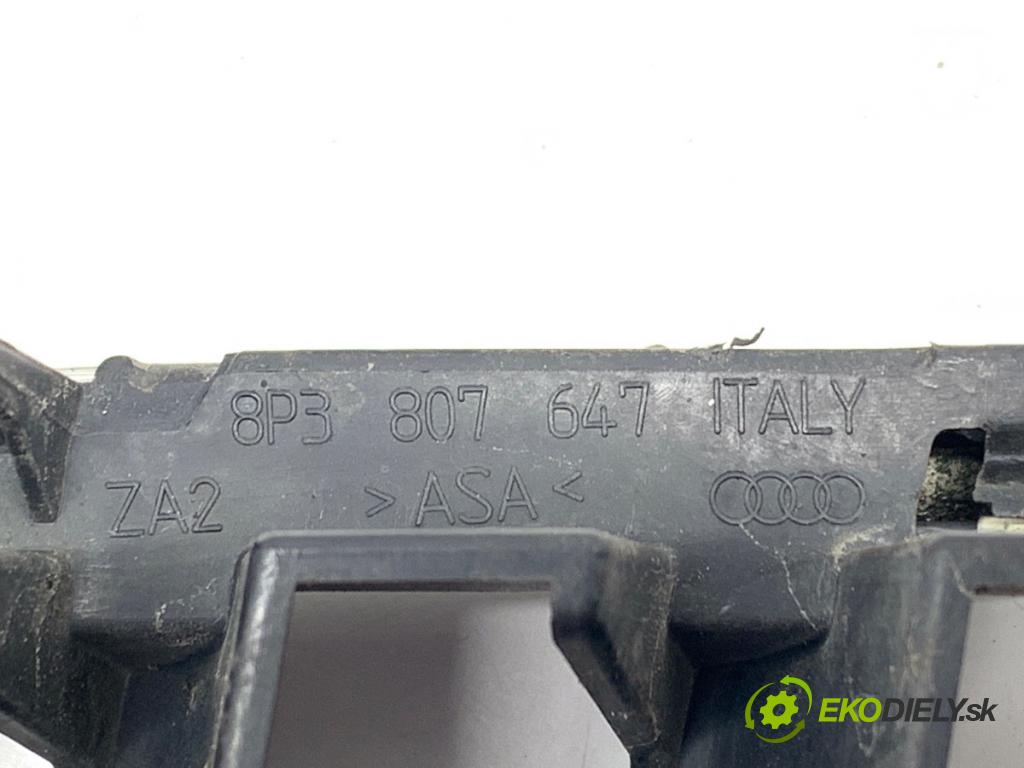 8P3 807 647 ITALY
ZA2 >ASA<
EKODIELY.sk